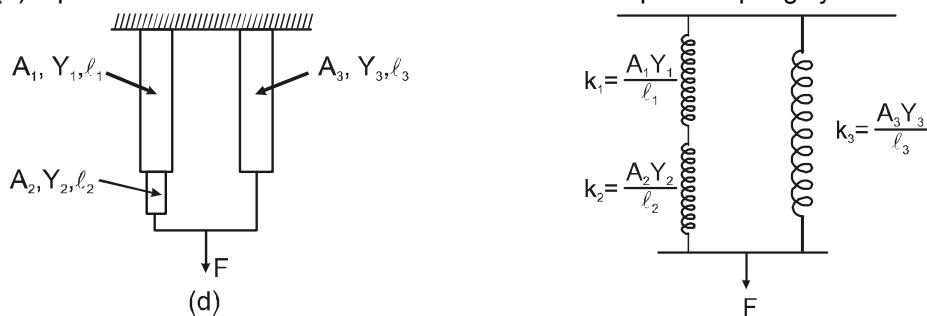 A₁, Y₁, ℓ₁
A₃, Y₃, ℓ₃
A₂, Y₂, ℓ₂
F
(d)
k₁= A₁Y₁/ℓ₁
k₂= A₂Y₂/ℓ₂
k₃= A₃Y₃/ℓ₃
F